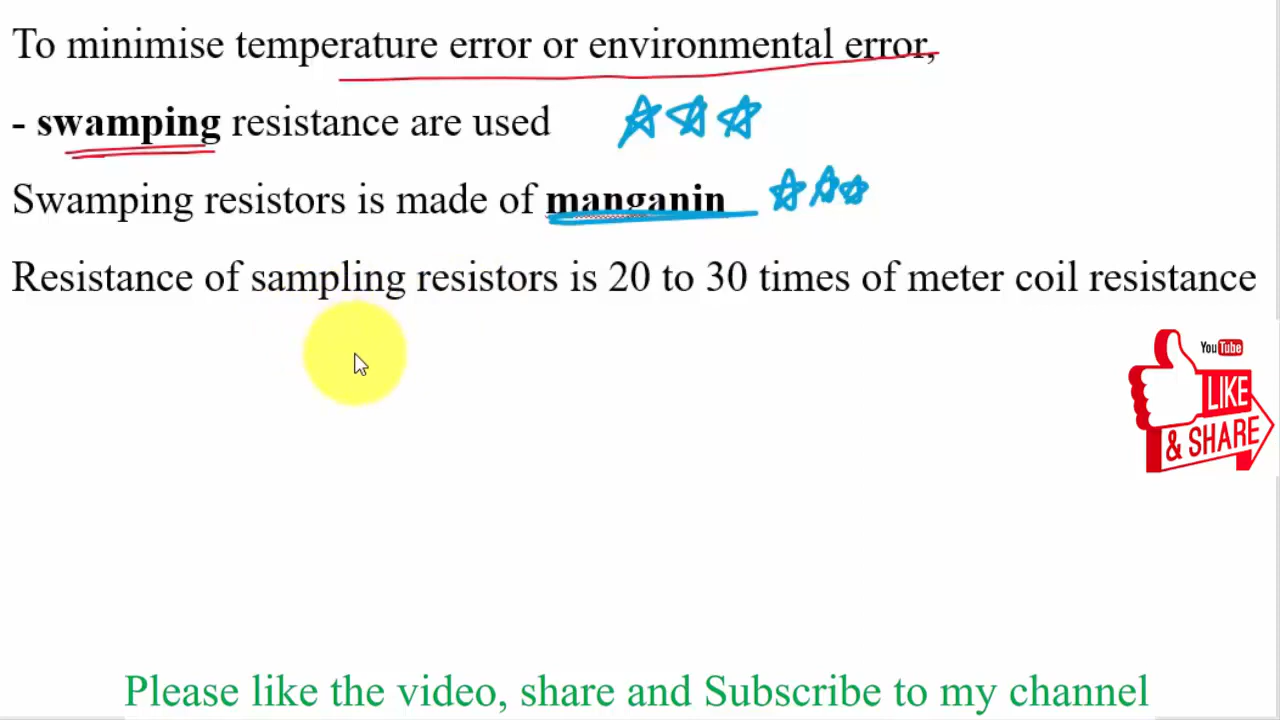 To minimise temperature error or environmental error,
- swamping resistance are used
Swamping resistors is made of manganin
Resistance of sampling resistors is 20 to 30 times of meter coil resistance
YouTube
LIKE
& SHARE
Please like the video, share and Subscribe to my channel